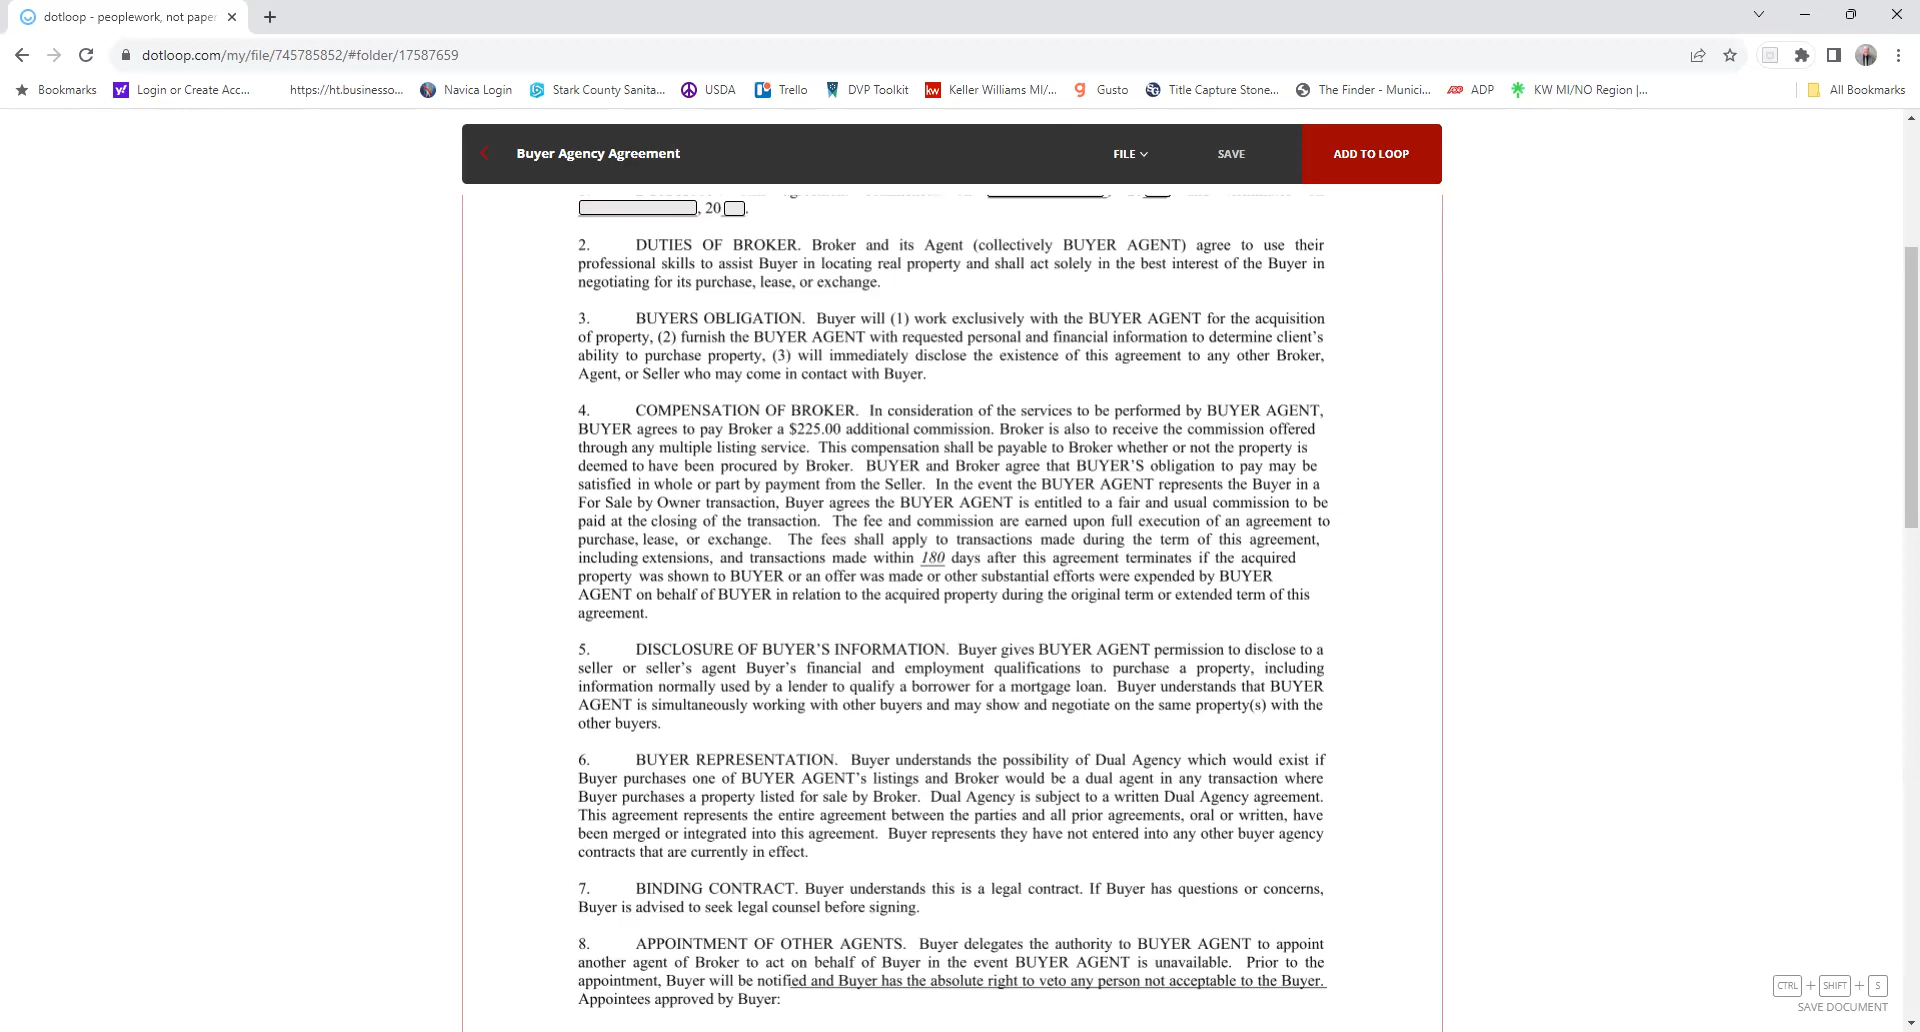 dotloop - peoplework, not paper
dotloop.com/my/file/745785852/#folder/17587659
Bookmarks
Login or Create Acc...
https://ht.businesso...
Navica Login
Stark County Sanita...
USDA
Trello
DVP Toolkit
kw
Keller Williams MI/...
Gusto
Title Capture Stone...
The Finder - Munici...
ADP
KW MI/NO Region |...
All Bookmarks
Buyer Agency Agreement
FILE
SAVE
ADD TO LOOP
, 20 .
2. DUTIES OF BROKER. Broker and its Agent (collectively BUYER AGENT) agree to use their
professional skills to assist Buyer in locating real property and shall act solely in the best interest of the Buyer in
negotiating for its purchase, lease, or exchange.
3. BUYERS OBLIGATION. Buyer will (1) work exclusively with the BUYER AGENT for the acquisition
of property, (2) furnish the BUYER AGENT with requested personal and financial information to determine client's
ability to purchase property, (3) will immediately disclose the existence of this agreement to any other Broker,
Agent, or Seller who may come in contact with Buyer.
4. COMPENSATION OF BROKER. In consideration of the services to be performed by BUYER AGENT,
BUYER agrees to pay Broker a $225.00 additional commission. Broker is also to receive the commission offered
through any multiple listing service. This compensation shall be payable to Broker whether or not the property is
deemed to have been procured by Broker. BUYER and Broker agree that BUYER'S obligation to pay may be
satisfied in whole or part by payment from the Seller. In the event the BUYER AGENT represents the Buyer in a
For Sale by Owner transaction, Buyer agrees the BUYER AGENT is entitled to a fair and usual commission to be
paid at the closing of the transaction. The fee and commission are earned upon full execution of an agreement to
purchase, lease, or exchange. The fees shall apply to transactions made during the term of this agreement,
including extensions, and transactions made within 180 days after this agreement terminates if the acquired
property was shown to BUYER or an offer was made or other substantial efforts were expended by BUYER
AGENT on behalf of BUYER in relation to the acquired property during the original term or extended term of this
agreement.
5. DISCLOSURE OF BUYER'S INFORMATION. Buyer gives BUYER AGENT permission to disclose to a
seller or seller's agent Buyer's financial and employment qualifications to purchase a property, including
information normally used by a lender to qualify a borrower for a mortgage loan. Buyer understands that BUYER
AGENT is simultaneously working with other buyers and may show and negotiate on the same property(s) with the
other buyers.
6. BUYER REPRESENTATION. Buyer understands the possibility of Dual Agency which would exist if
Buyer purchases one of BUYER AGENT's listings and Broker would be a dual agent in any transaction where
Buyer purchases a property listed for sale by Broker. Dual Agency is subject to a written Dual Agency agreement.
This agreement represents the entire agreement between the parties and all prior agreements, oral or written, have
been merged or integrated into this agreement. Buyer represents they have not entered into any other buyer agency
contracts that are currently in effect.
7. BINDING CONTRACT. Buyer understands this is a legal contract. If Buyer has questions or concerns,
Buyer is advised to seek legal counsel before signing.
8. APPOINTMENT OF OTHER AGENTS. Buyer delegates the authority to BUYER AGENT to appoint
another agent of Broker to act on behalf of Buyer in the event BUYER AGENT is unavailable. Prior to the
appointment, Buyer will be notified and Buyer has the absolute right to veto any person not acceptable to the Buyer.
Appointees approved by Buyer:
CTRL + SHIFT + S
SAVE DOCUMENT